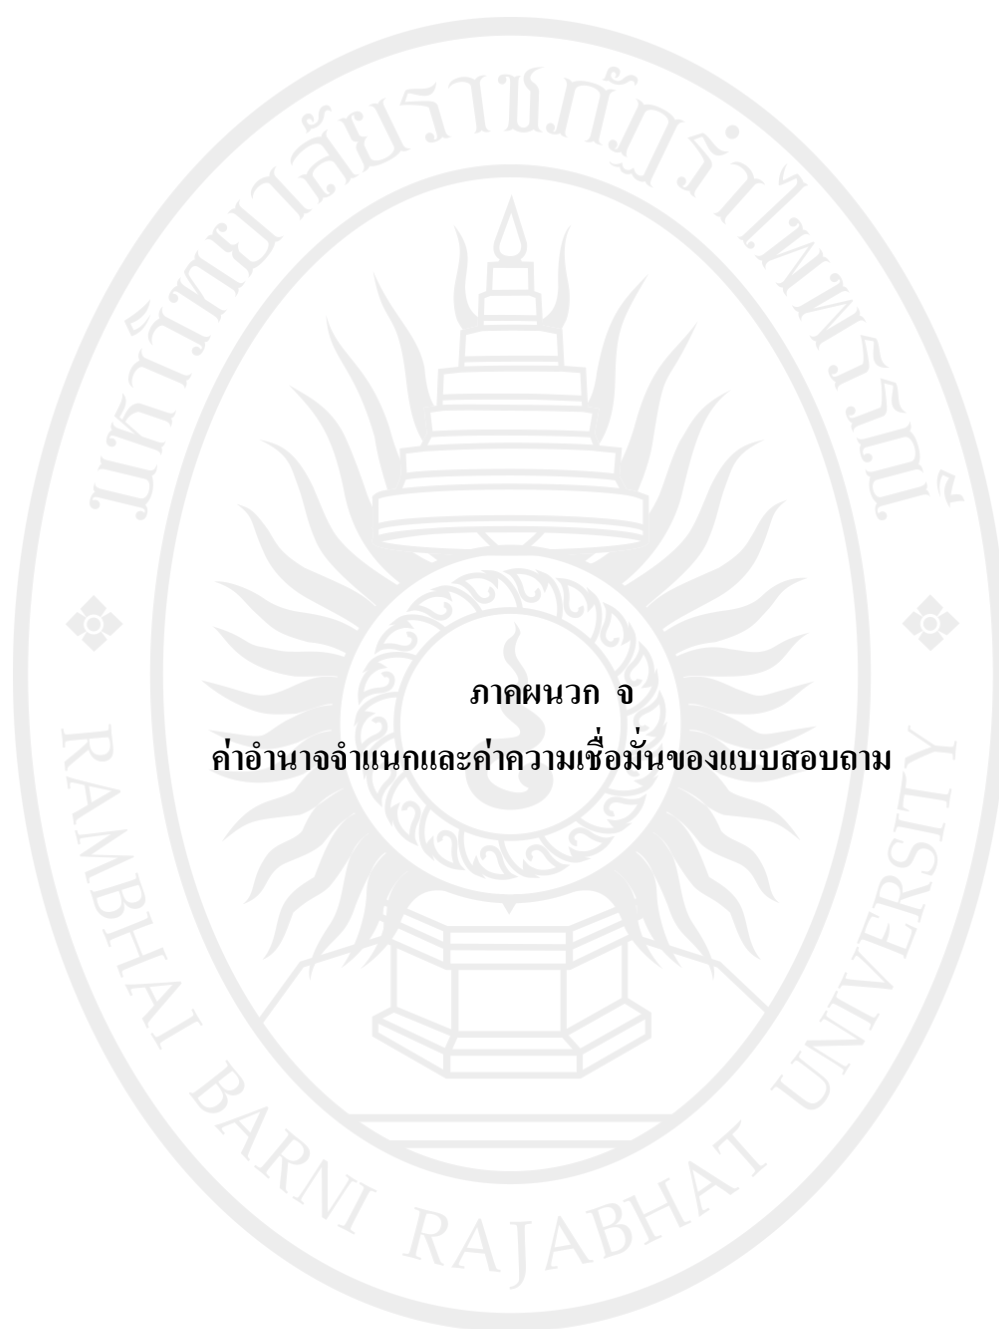 มหาวิทยาลัยราชภัฏรำไพพรรณี
ภาคผนวก จ
ค่าอำนาจจำแนกและค่าความเชื่อมั่นของแบบสอบถาม
RAMBHAI BARNI RAJABHAT UNIVERSITY